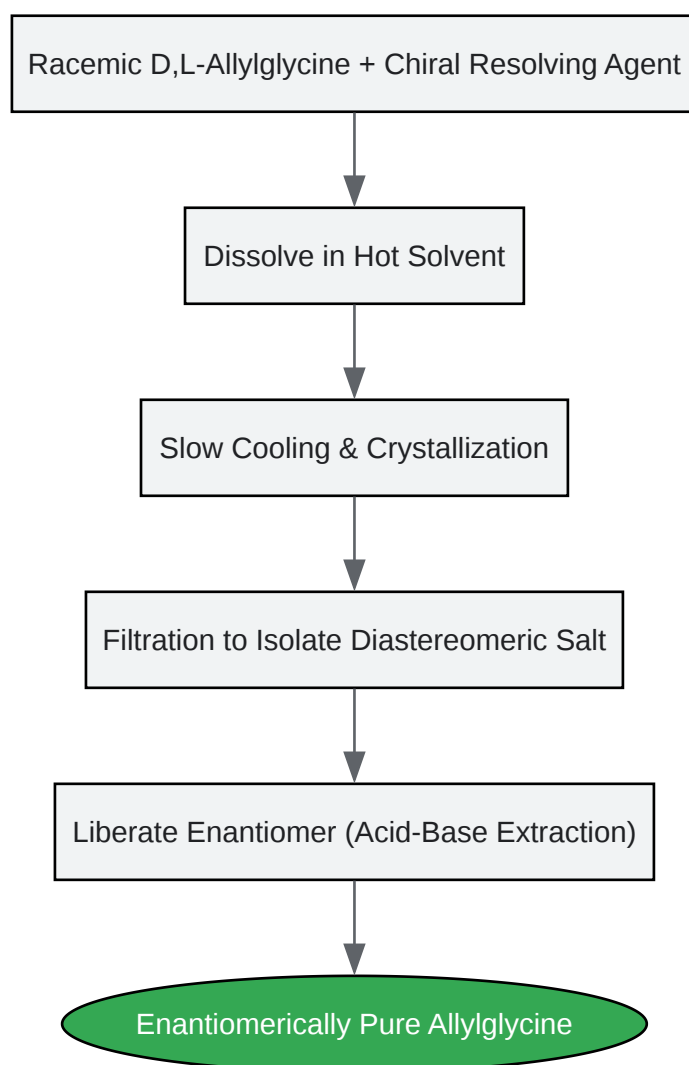 Racemic D,L-Allylglycine + Chiral Resolving Agent
Dissolve in Hot Solvent
Slow Cooling & Crystallization
Filtration to Isolate Diastereomeric Salt
Liberate Enantiomer (Acid-Base Extraction)
Enantiomerically Pure Allylglycine